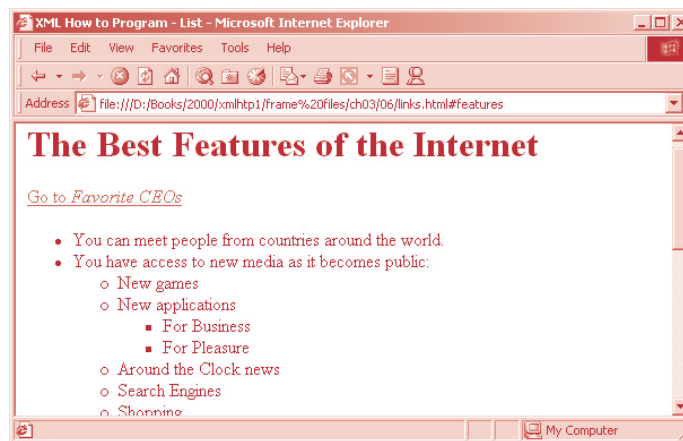 XML How to Program - List - Microsoft Internet Explorer
File Edit View Favorites Tools Help
Address file:///D:/Books/2000/xmlhtp1/frame%20files/ch03/06/links.html#features
The Best Features of the Internet
Go to Favorite CEOs
You can meet people from countries around the world.
You have access to new media as it becomes public:
New games
New applications
For Business
For Pleasure
Around the Clock news
Search Engines
Shopping
My Computer